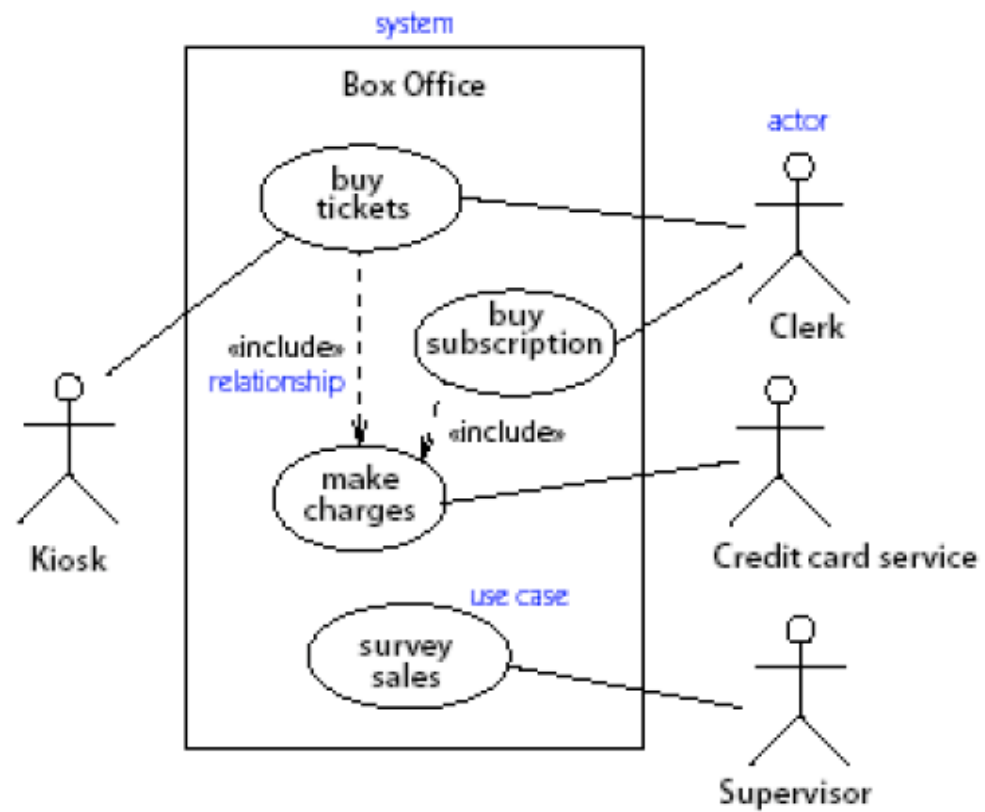 system
Box Office
actor
buy
tickets
buy
subscription
Clerk
«include»
relationship
«include»
make
charges
Kiosk
Credit card service
use case
survey
sales
Supervisor